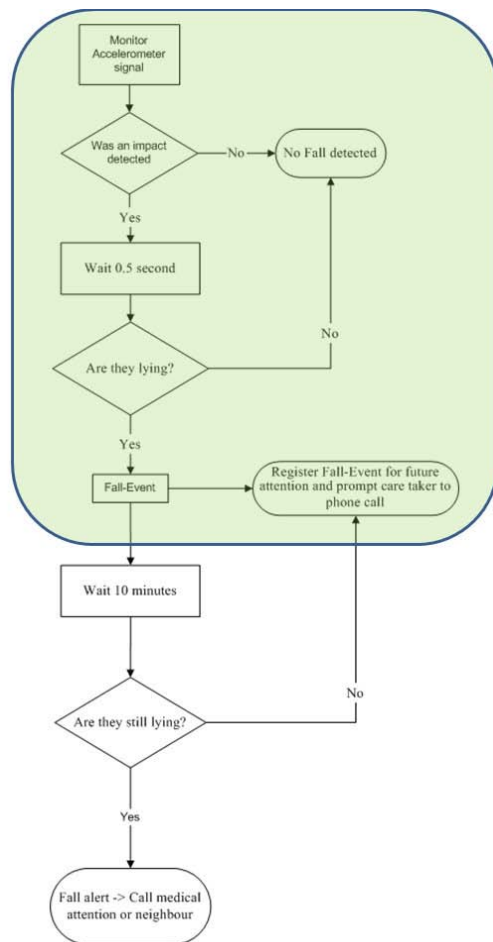 Monitor
Accelerometer
signal
Was an impact
detected
No
No Fall detected
Yes
Wait 0.5 second
No
Are they lying?
Yes
Fall-Event
Register Fall-Event for future
attention and prompt care taker to
phone call
Wait 10 minutes
No
Are they still lying?
Yes
Fall alert -> Call medical
attention or neighbour